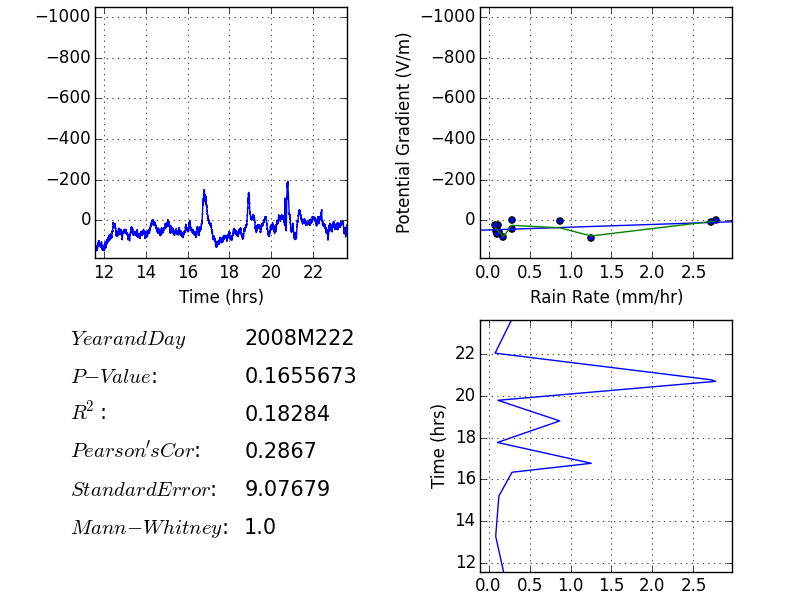 −1000
−800
−600
−400
−200
0
12 14 16 18 20 22
Time (hrs)
Potential Gradient (V/m)
−1000
−800
−600
−400
−200
0
0.0 0.5 1.0 1.5 2.0 2.5
Rain Rate (mm/hr)
YearandDay 2008M222
P−Value: 0.1655673
R²: 0.18284
Pearson'sCor: 0.2867
StandardError: 9.07679
Mann−Whitney: 1.0
Time (hrs)
22
20
18
16
14
12
0.0 0.5 1.0 1.5 2.0 2.5